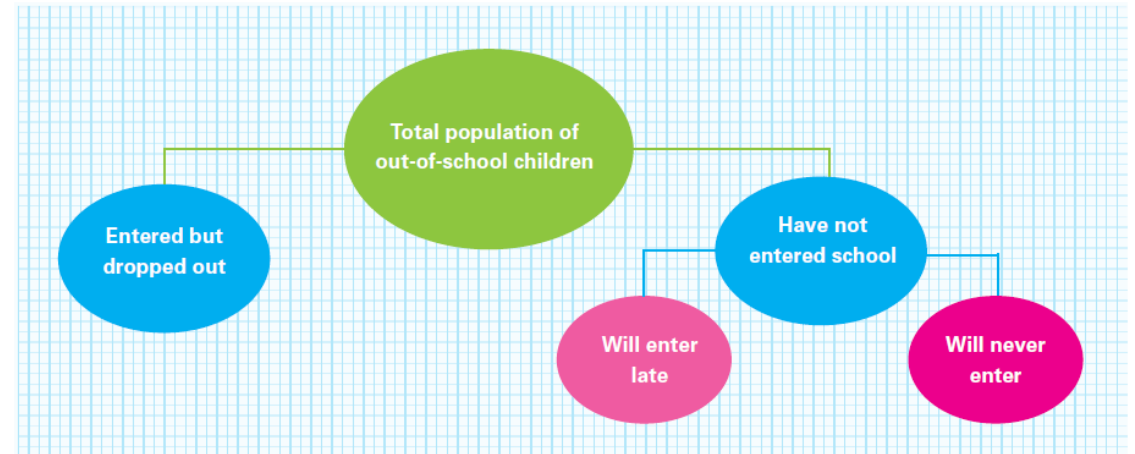 Total population of
out-of-school children
Entered but
dropped out
Have not
entered school
Will enter
late
Will never
enter